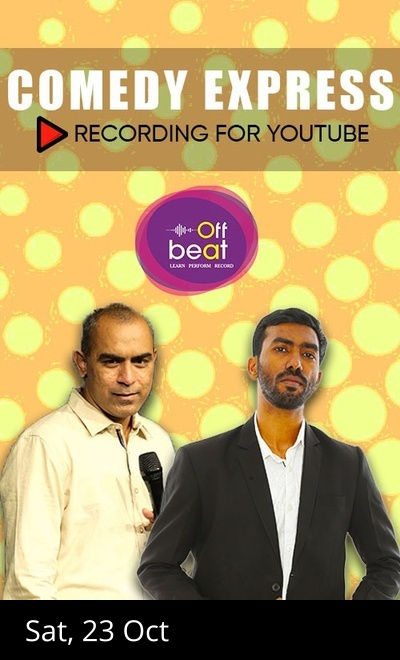 COMEDY EXPRESS
RECORDING FOR YOUTUBE
Off
beat
LEARN PERFORM RECORD
Sat, 23 Oct